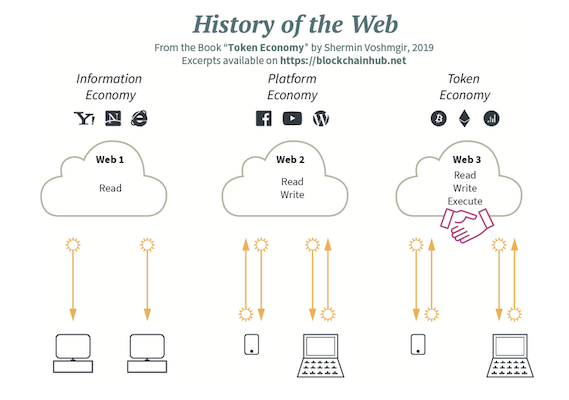 History of the Web
From the Book “Token Economy” by Shermin Voshmgir, 2019
Excerpts available on https://blockchainhub.net
Information
Economy
Platform
Economy
Token
Economy
Web 1
Read
Web 2
Read
Write
Web 3
Read
Write
Execute